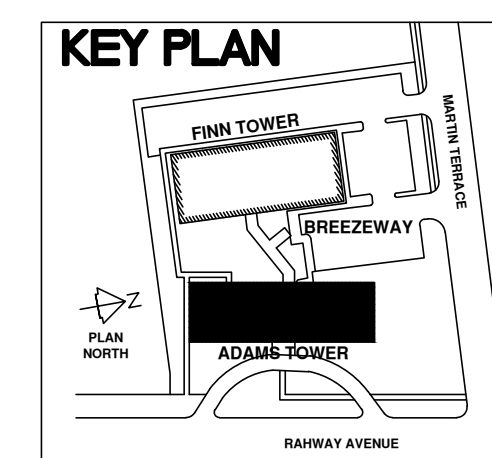 KEY PLAN
FINN TOWER
MARTIN TERRACE
BREEZEWAY
N
PLAN
NORTH
ADAMS TOWER
RAHWAY AVENUE